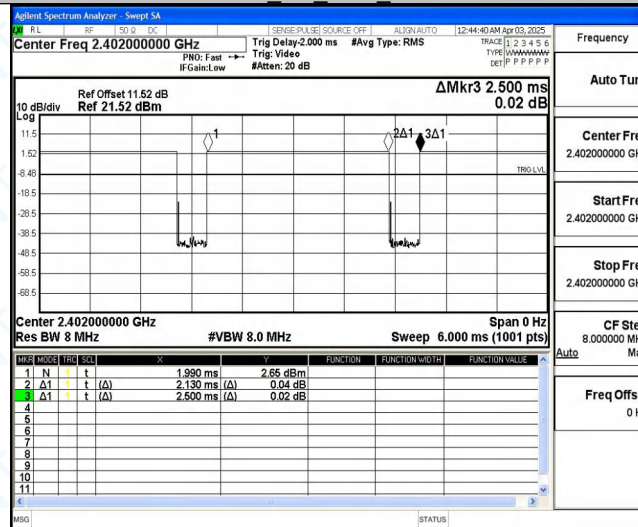 Agilent Spectrum Analyzer - Swept SA
LXI RL RF 50 Ω DC SENSE:PULSE SOURCE OFF ALIGN AUTO 12:44:40 AM Apr 03, 2025
Center Freq 2.402000000 GHz
PNO: Fast
IFGain:Low
Trig Delay-2.000 ms
Trig: Video
#Atten: 20 dB
#Avg Type: RMS
TRACE 1 2 3 4 5 6
TYPE WWWWWW
DET P P P P P P
Ref Offset 11.52 dB
10 dB/div Ref 21.52 dBm
Log
ΔMkr3 2.500 ms
0.02 dB
11.5
1.52
-8.48
-18.5
-28.5
-38.5
-48.5
-58.5
-68.5
1
2Δ1
3Δ1
TRIG LVL
Center 2.402000000 GHz Span 0 Hz
Res BW 8 MHz #VBW 8.0 MHz Sweep 6.000 ms (1001 pts)
MKR MODE TRC SCL X Y FUNCTION FUNCTION WIDTH FUNCTION VALUE
1 N 1 t 1.990 ms 2.65 dBm
2 Δ1 1 t (Δ) 2.130 ms (Δ) 0.04 dB
3 Δ1 1 t (Δ) 2.500 ms (Δ) 0.02 dB
4
5
6
7
8
9
10
11
MSG STATUS
Frequency
Auto Tun
Center Fre
2.402000000 GH
Start Fre
2.402000000 GH
Stop Fre
2.402000000 GH
CF Ste
8.000000 MH
Auto Ma
Freq Offs
0 H